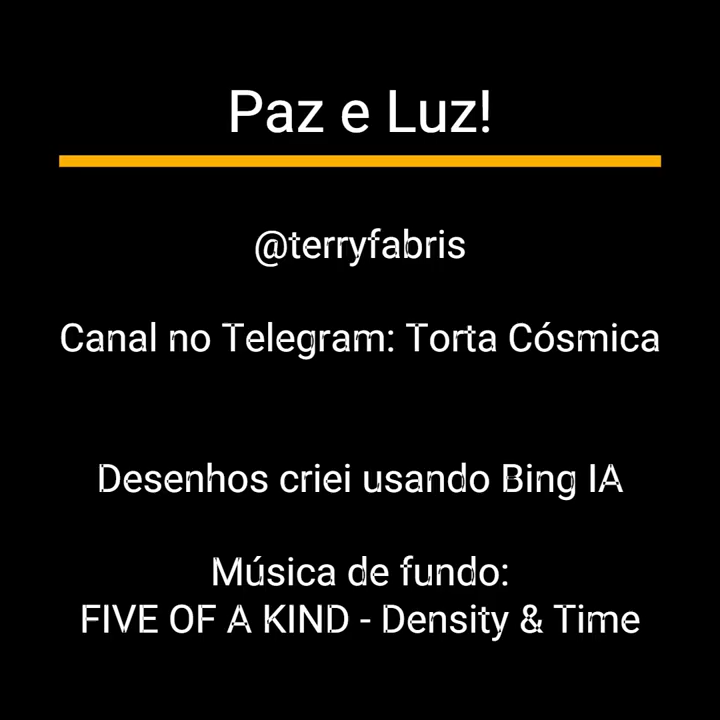 Paz e Luz!
@terryfabris
Canal no Telegram: Torta Cósmica
Desenhos criei usando Bing IA
Música de fundo:
FIVE OF A KIND - Density & Time